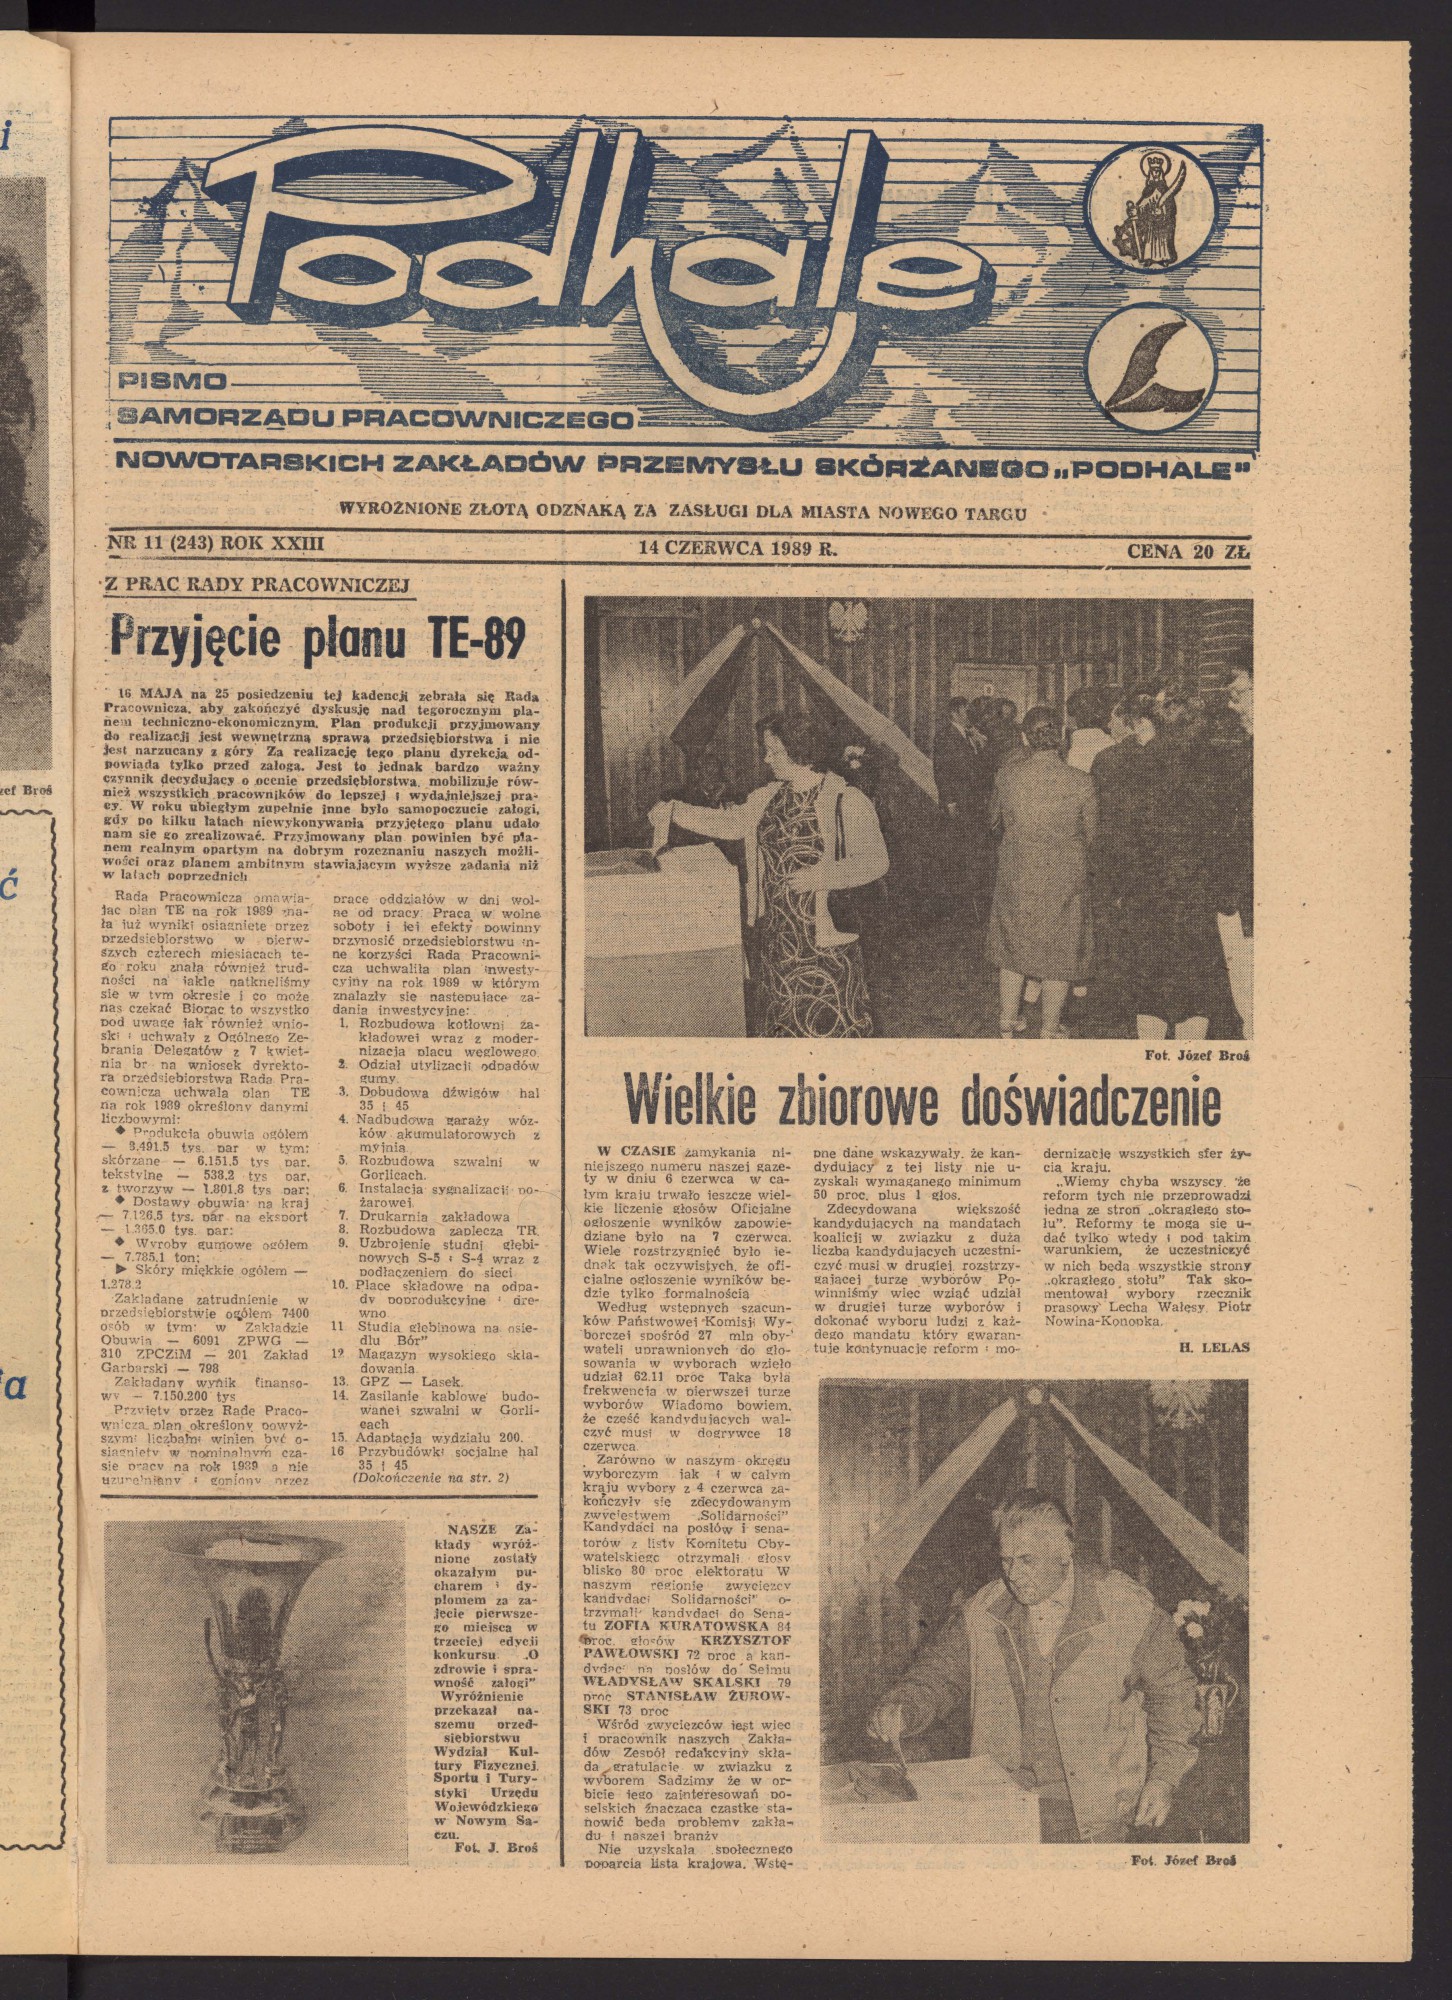 Podhale
PISMO
SAMORZĄDU PRACOWNICZEGO
NOWOTARSKICH ZAKŁADÓW PRZEMYSŁU SKÓRZANEGO „PODHALE"
WYRÓŻNIONE ZŁOTĄ ODZNAKĄ ZA ZASŁUGI DLA MIASTA NOWEGO TARGU
NR 11 (243) ROK XXIII
14 CZERWCA 1989 R.
CENA 20 ZŁ
Z PRAC RADY PRACOWNICZEJ
Przyjęcie planu TE-89
16 MAJA na 25 posiedzeniu tej kadencji zebrała się Rada
Pracownicza, aby zakończyć dyskusję nad tegorocznym pla-
nem techniczno-ekonomicznym. Plan produkcji przyjmowany
do realizacji jest wewnętrzną sprawą przedsiębiorstwa i nie
jest narzucany z góry Za realizację tego planu dyrekcja od-
powiada tylko przed załogą. Jest to jednak bardzo ważny
czynnik decydujący o ocenie przedsiębiorstwa, mobilizuje rów-
nież wszystkich pracowników do lepszej i wydajniejszej pra-
cy. W roku ubiegłym zupełnie inne było samopoczucie załogi,
gdy po kilku latach niewykonywania przyjętego planu udało
nam się go zrealizować. Przyjmowany plan powinien być pla-
nem realnym opartym na dobrym rozeznaniu naszych możli-
wości oraz planem ambitnym stawiającym wyższe zadania niż
w latach poprzednich
Rada Pracownicza omawia-
jąc plan TE na rok 1989 zna-
ła już wyniki osiągnięte przez
przedsiębiorstwo w pierw-
szych czterech miesiącach te-
go roku znała również trud-
ności na jakie natknęliśmy
się w tym okresie i co może
nas czekać Biorąc to wszystko
pod uwagę jak również wnio-
ski i uchwały z Ogólnego Ze-
brania Delegatów z 7 kwiet-
nia br na wniosek dyrekto-
ra przedsiębiorstwa Rada Pra-
cownicza uchwala plan TE
na rok 1989 określony danymi
liczbowymi:
◆ Produkcja obuwia ogółem
— 8.491.5 tys. par w tym:
skórzane — 6.151.5 tys par,
tekstylne — 538.2 tys par,
z tworzyw — 1.801.8 tys par;
◆ Dostawy obuwia: na kraj
— 7.126.5 tys. par na eksport
— 1.365.0 tys. par;
◆ Wyroby gumowe ogółem
— 7.785.1 ton;
▶ Skóry miękkie ogółem —
1.278.2
Zakładane zatrudnienie w
przedsiębiorstwie ogółem 7400
osób w tym: w Zakładzie
Obuwia — 6091 ZPWG —
310 ZPCZiM — 201 Zakład
Garbarski — 798
Zakładany wynik finanso-
wy — 7.150.200 tys
Przyjęty przez Radę Praco-
wniczą, plan określony powyż-
szymi liczbami winien być o-
siągnięty w nominalnym cza-
sie pracy na rok 1989 a nie
uzupełniany i goniony przez
pracę oddziałów w dni wol-
ne od pracy. Praca w wolne
soboty i jej efekty powinny
przynosić przedsiębiorstwu in-
ne korzyści Rada Pracowni-
cza uchwaliła plan inwesty-
cyjny na rok 1989 w którym
znalazły się następujące za-
dania inwestycyjne:
1. Rozbudowa kotłowni za-
kładowej wraz z moder-
nizacją placu węglowego
2. Odział utylizacji odpadów
gumy
3. Dobudowa dźwigów hal
35 i 45
4. Nadbudowa garaży wóz-
ków akumulatorowych z
myjnią
5. Rozbudowa szwalni w
Gorlicach.
6. Instalacja sygnalizacji po-
żarowej.
7. Drukarnia zakładowa
8. Rozbudowa zaplecza TR.
9. Uzbrojenie studni głębi-
nowych S-5 i S-4 wraz z
podłączeniem do sieci
10. Place składowe na odpa-
dy poprodukcyjne i dre-
wno
11 Studia głębinowa na osie-
dlu Bór"
12 Magazyn wysokiego skła-
dowania
13. GPZ — Lasek.
14. Zasilanie kablowe budo-
wanej szwalni w Gorli-
cach
15. Adaptacja wydziału 200.
16 Przybudówki socjalne hal
35 i 45
(Dokończenie na str. 2)
NASZE Za-
kłady wyróż-
nione zostały
okazałym pu-
charem i dy-
plomem za za-
jęcie pierwsze-
go miejsca w
trzeciej edycji
konkursu „O
zdrowie i spra-
wność załogi"
Wyróżnienie
przekazał na-
szemu przed-
siębiorstwu
Wydział Kul-
tury Fizycznej
Sportu i Tury-
styki Urzędu
Wojewódzkiego
w Nowym Są-
czu.
Fot. J. Broś
Fot. Józef Broś
Wielkie zbiorowe doświadczenie
W CZASIE zamykania ni-
niejszego numeru naszej gaze-
ty w dniu 6 czerwca w ca-
łym kraju trwało jeszcze wiel-
kie liczenie głosów Oficjalne
ogłoszenie wyników zapowie-
dziane było na 7 czerwca.
Wiele rozstrzygnięć było je-
dnak tak oczywistych, że ofi-
cjalne ogłoszenie wyników bę-
dzie tylko formalnością
Według wstępnych szacun-
ków Państwowej Komisji Wy-
borczej spośród 27 mln oby-
wateli uprawnionych do gło-
sowania w wyborach wzięło
udział 62.11 proc Taka była
frekwencja w pierwszej turze
wyborów Wiadomo bowiem,
że część kandydujących wal-
czyć musi w dogrywce 18
czerwca
Zarówno w naszym okręgu
wyborczym jak i w całym
kraju wybory z 4 czerwca za-
kończyły się zdecydowanym
zwycięstwem „Solidarności"
Kandydaci na posłów i sena-
torów z listy Komitetu Oby-
watelskiego otrzymali głosy
blisko 80 proc elektoratu W
naszym regionie zwycięzcy
kandydaci Solidarności" o-
trzymali: kandydaci do Sena-
tu ZOFIA KURATOWSKA 84
proc. głosów KRZYSZTOF
PAWŁOWSKI 72 proc a kan-
dydaci na posłów do Sejmu
WŁADYSŁAW SKALSKI 79
proc STANISŁAW ŻUROW-
SKI 73 proc
Wśród zwycięzców jest więc
i pracownik naszych Zakła-
dów Zespół redakcyjny skła-
da gratulacje w związku z
wyborem Sądzimy że w or-
bicie jego zainteresowań po-
selskich znaczącą cząstkę sta-
nowić będą problemy zakła-
du i naszej branży
Nie uzyskała społecznego
poparcia lista krajowa. Wstę-
pne dane wskazywały, że kan-
dydujący z tej listy nie u-
zyskali wymaganego minimum
50 proc. plus 1 głos.
Zdecydowana większość
kandydujących na mandatach
koalicji w związku z dużą
liczbą kandydujących uczestni-
czyć musi w drugiej rozstrzy-
gającej turze wyborów Po-
winniśmy więc wziąć udział
w drugiej turze wyborów i
dokonać wyboru ludzi z każ-
dego mandatu który gwaran-
tuje kontynuację reform i mo-
dernizację wszystkich sfer ży-
cia kraju.
„Wiemy chyba wszyscy, że
reform tych nie przeprowadzi
jedna ze stron „okrągłego sto-
łu". Reformy te mogą się u-
dać tylko wtedy i pod takim
warunkiem, że uczestniczyć
w nich będą wszystkie strony
„okrągłego stołu" Tak sko-
mentował wybory rzecznik
prasowy Lecha Wałęsy, Piotr
Nowina-Konopka.
H. LELAS
Fot. Józef Broś